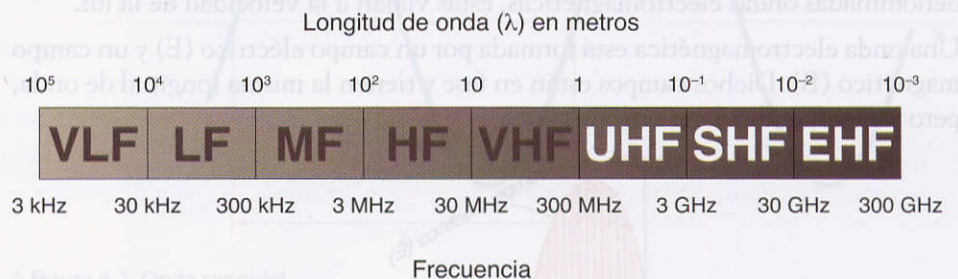 Longitud de onda (λ) en metros
10⁵ 10⁴ 10³ 10² 10 1 10⁻¹ 10⁻² 10⁻³
VLF LF MF HF VHF UHF SHF EHF
3 kHz 30 kHz 300 kHz 3 MHz 30 MHz 300 MHz 3 GHz 30 GHz 300 GHz
Frecuencia